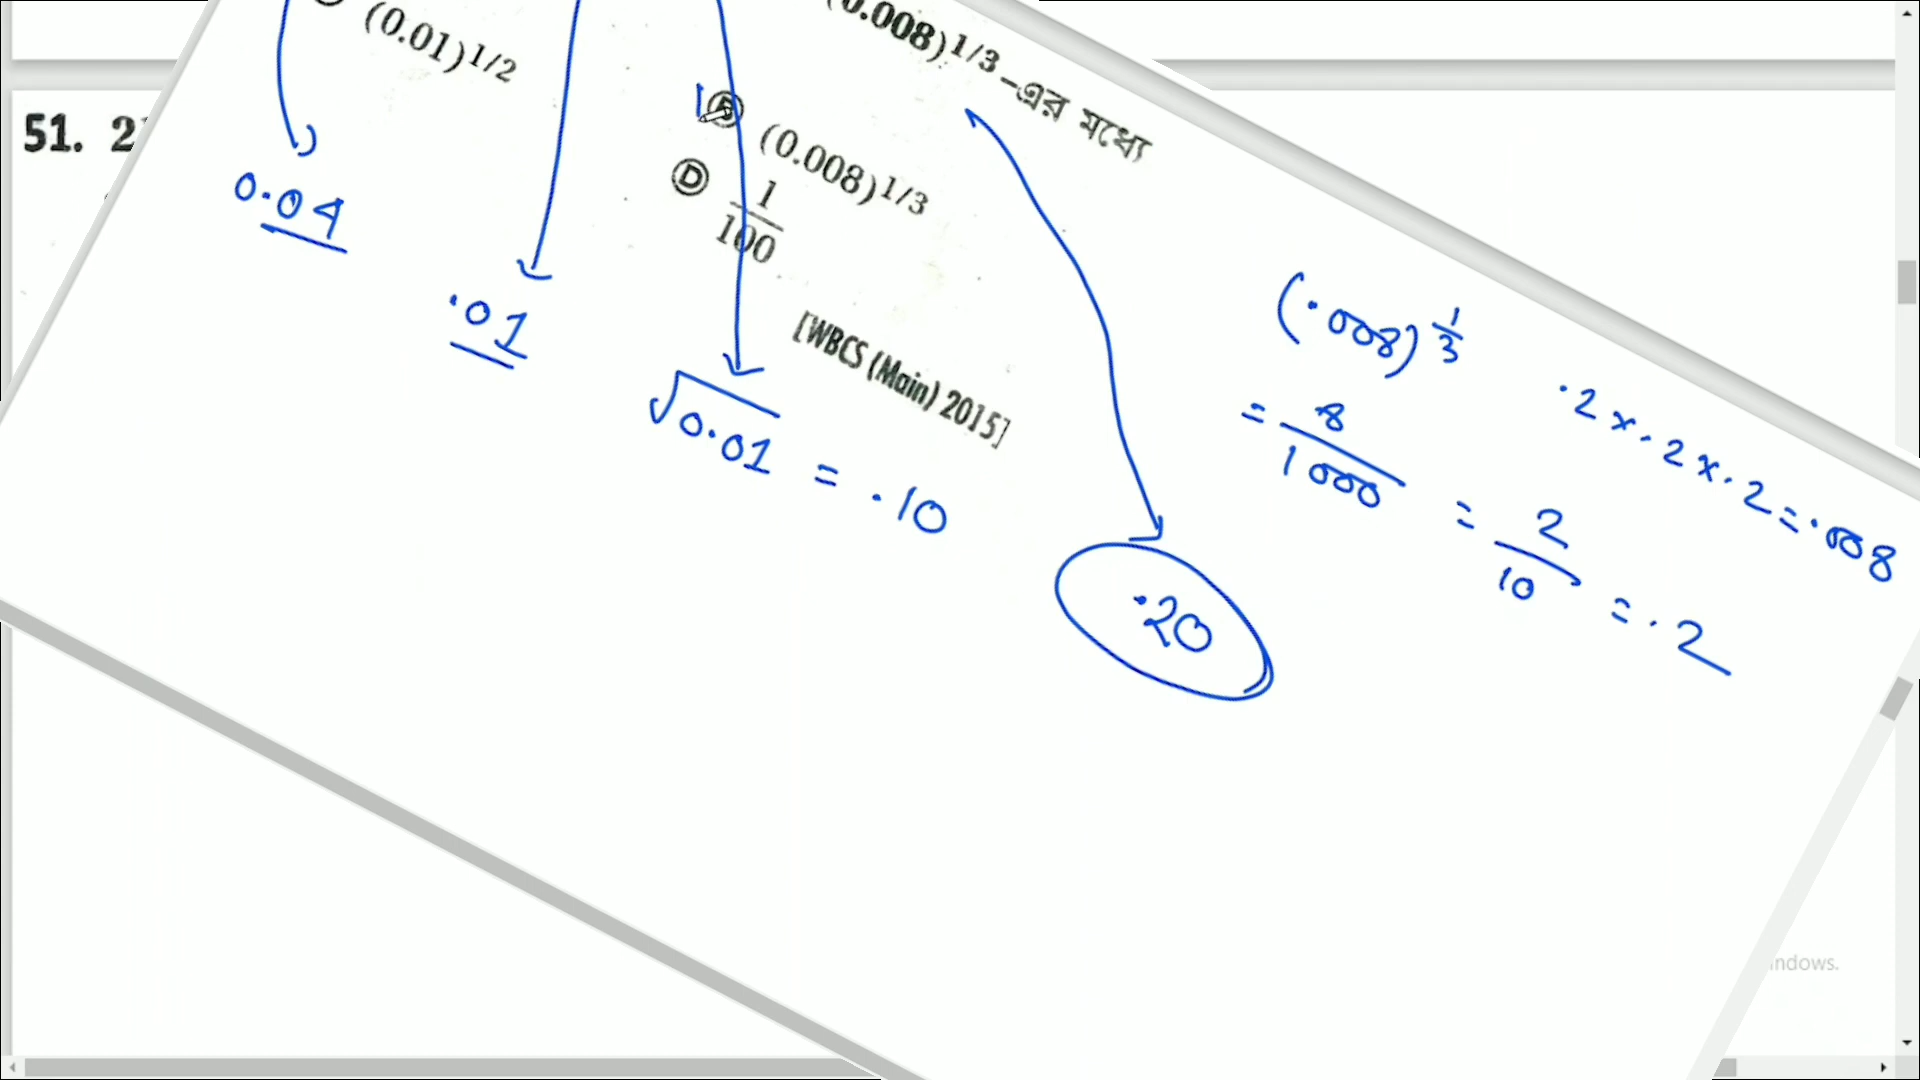 (0.008)1/3-এর মধ্যে
(0.01)1/2
B (0.008)1/3
D 1/100
[WBCS (Main) 2015]
51. 2
0.04
.01
√0.01 = .10
.20
(.008)1/3
= 8/1000
= 2/10 = .2
.2 x .2 x .2 = .008
indows.